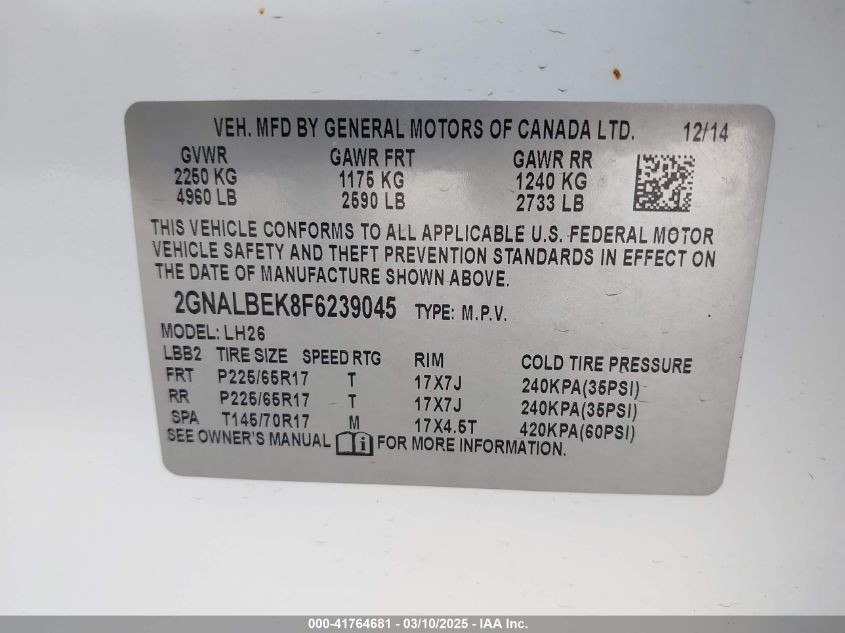 VEH. MFD BY GENERAL MOTORS OF CANADA LTD. 12/14
GVWR GAWR FRT GAWR RR
2250 KG 1175 KG 1240 KG
4960 LB 2590 LB 2733 LB
THIS VEHICLE CONFORMS TO ALL APPLICABLE U.S. FEDERAL MOTOR
VEHICLE SAFETY AND THEFT PREVENTION STANDARDS IN EFFECT ON
THE DATE OF MANUFACTURE SHOWN ABOVE.
2GNALBEK8F6239045 TYPE: M.P.V.
MODEL: LH26
LBB2 TIRE SIZE SPEED RTG RIM COLD TIRE PRESSURE
FRT P225/65R17 T 17X7J 240KPA(35PSI)
RR P225/65R17 T 17X7J 240KPA(35PSI)
SPA T145/70R17 M 17X4.5T 420KPA(60PSI)
SEE OWNER'S MANUAL i FOR MORE INFORMATION.
000-41764681 — 03/10/2025 — IAA Inc.